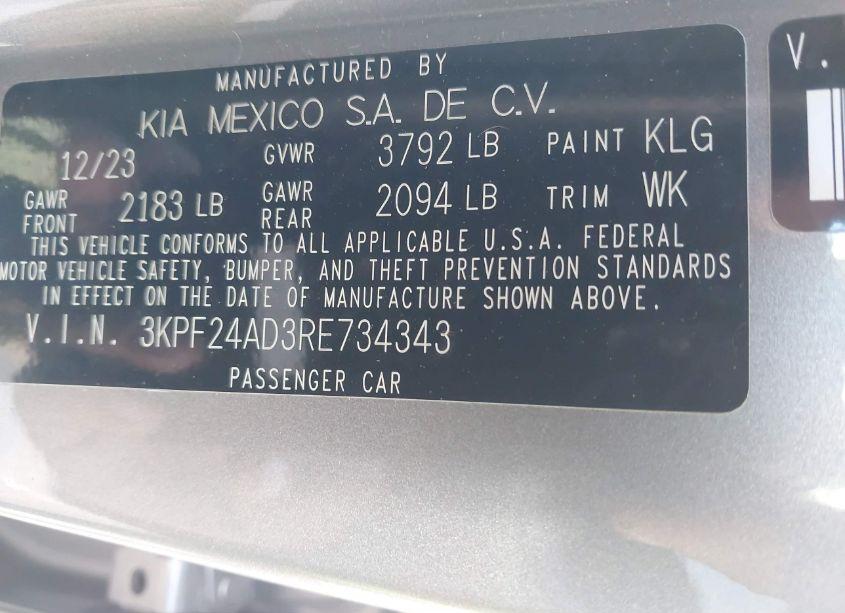 MANUFACTURED BY
KIA MEXICO S.A. DE C.V.
12/23 GVWR 3792 LB PAINT KLG
GAWR FRONT 2183 LB GAWR REAR 2094 LB TRIM WK
THIS VEHICLE CONFORMS TO ALL APPLICABLE U.S.A. FEDERAL
MOTOR VEHICLE SAFETY, BUMPER, AND THEFT PREVENTION STANDARDS
IN EFFECT ON THE DATE OF MANUFACTURE SHOWN ABOVE.
V.I.N. 3KPF24AD3RE734343
PASSENGER CAR
V.